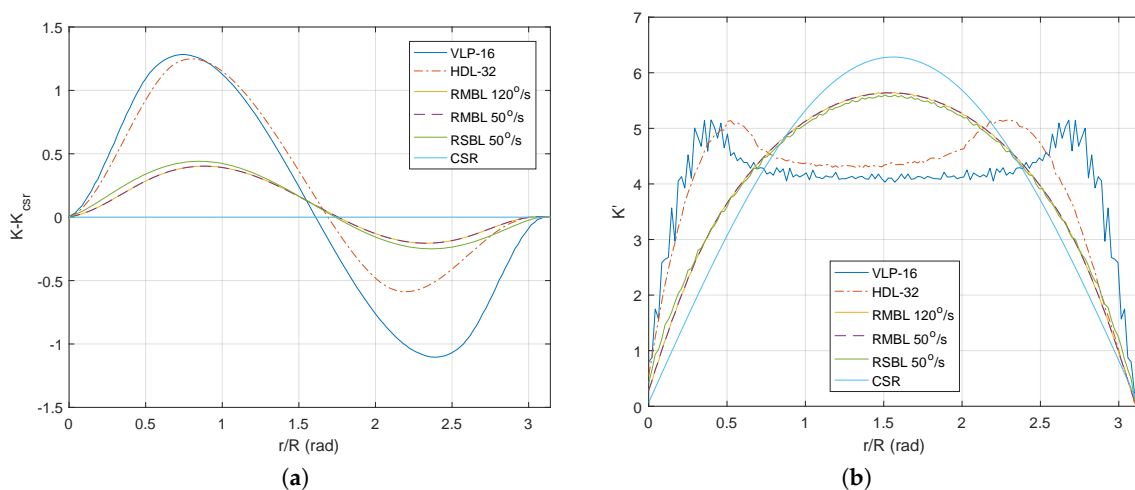 1.5
1
0.5
0
-0.5
-1
-1.5
K-Kcsr
0 0.5 1 1.5 2 2.5 3
r/R (rad)
VLP-16
HDL-32
RMBL 120°/s
RMBL 50°/s
RSBL 50°/s
CSR
(a)
7
6
5
4
3
2
1
0
K'
0 0.5 1 1.5 2 2.5 3
r/R (rad)
VLP-16
HDL-32
RMBL 120°/s
RMBL 50°/s
RSBL 50°/s
CSR
(b)